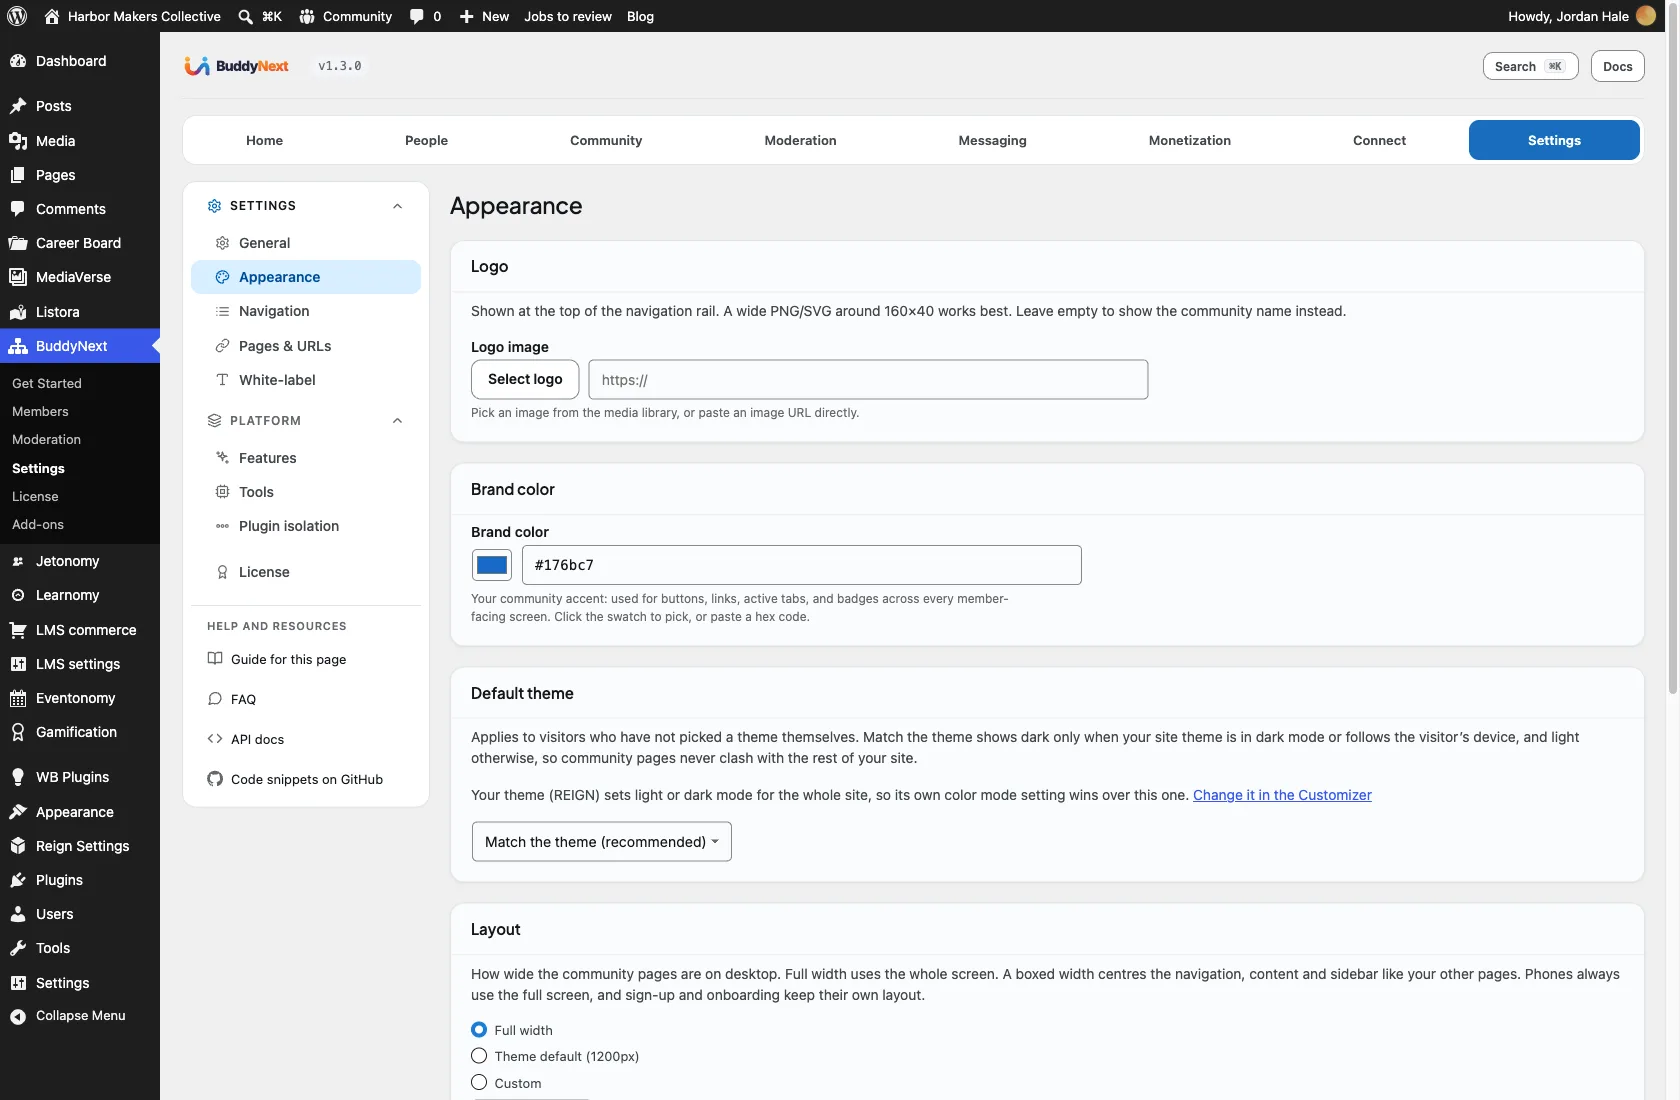 Harbor Makers Collective
⌘K
Community
0
New
Jobs to review
Blog
Howdy, Jordan Hale
Dashboard
Posts
Media
Pages
Comments
Career Board
MediaVerse
Listora
BuddyNext
Get Started
Members
Moderation
Settings
License
Add-ons
Jetonomy
Learnomy
LMS commerce
LMS settings
Eventonomy
Gamification
WB Plugins
Appearance
Reign Settings
Plugins
Users
Tools
Settings
Collapse Menu
BuddyNext
v1.3.0
Search ⌘K
Docs
Home
People
Community
Moderation
Messaging
Monetization
Connect
Settings
SETTINGS
General
Appearance
Navigation
Pages & URLs
White-label
PLATFORM
Features
Tools
Plugin isolation
License
HELP AND RESOURCES
Guide for this page
FAQ
API docs
Code snippets on GitHub
Appearance
Logo
Shown at the top of the navigation rail. A wide PNG/SVG around 160×40 works best. Leave empty to show the community name instead.
Logo image
Select logo
https://
Pick an image from the media library, or paste an image URL directly.
Brand color
Brand color
#176bc7
Your community accent: used for buttons, links, active tabs, and badges across every member-
facing screen. Click the swatch to pick, or paste a hex code.
Default theme
Applies to visitors who have not picked a theme themselves. Match the theme shows dark only when your site theme is in dark mode or follows the visitor's device, and light
otherwise, so community pages never clash with the rest of your site.
Your theme (REIGN) sets light or dark mode for the whole site, so its own color mode setting wins over this one. Change it in the Customizer
Match the theme (recommended)
Layout
How wide the community pages are on desktop. Full width uses the whole screen. A boxed width centres the navigation, content and sidebar like your other pages. Phones always
use the full screen, and sign-up and onboarding keep their own layout.
Full width
Theme default (1200px)
Custom